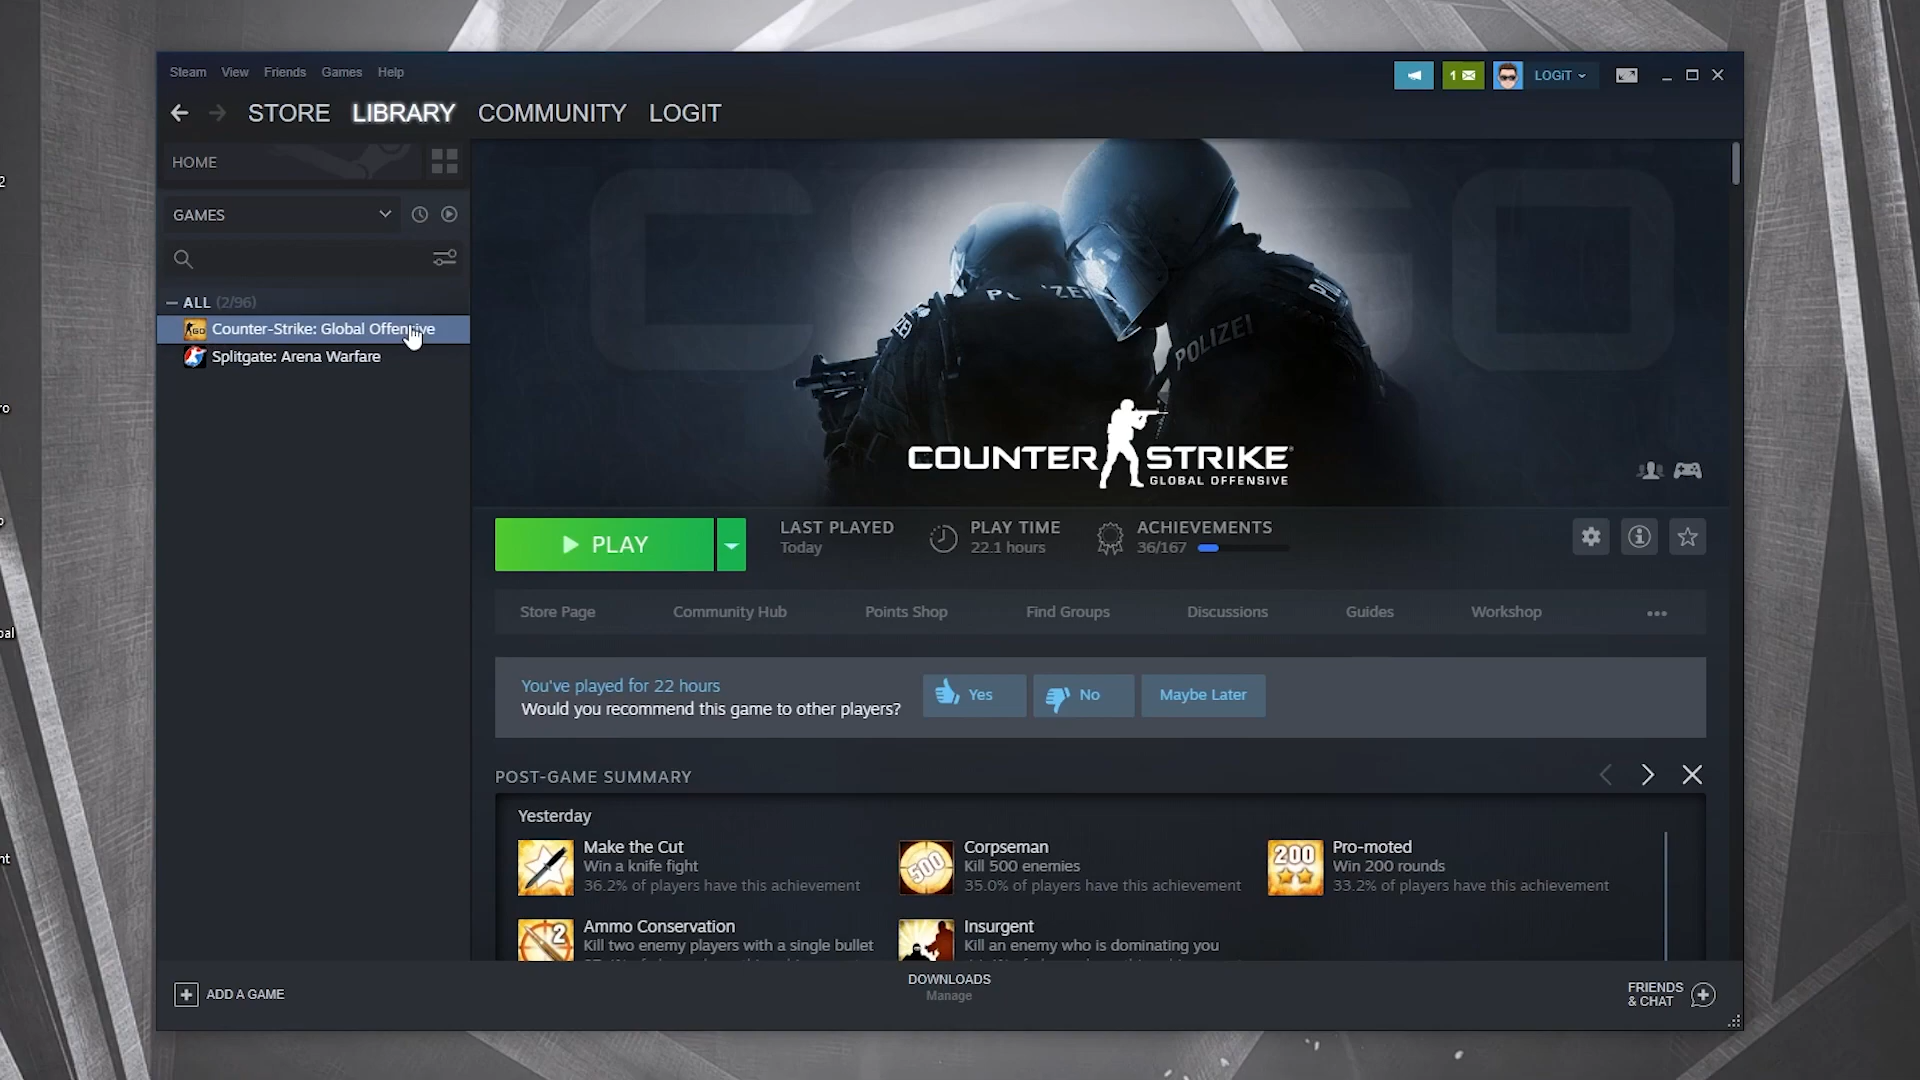 Steam View Friends Games Help
1
LOGiT
STORE LIBRARY COMMUNITY LOGIT
HOME
GAMES
ALL (2/96)
Counter-Strike: Global Offensive
Splitgate: Arena Warfare
POLIZEI
POLIZEI
COUNTER STRIKE
GLOBAL OFFENSIVE
PLAY
LAST PLAYED
Today
PLAY TIME
22.1 hours
ACHIEVEMENTS
36/167
Store Page Community Hub Points Shop Find Groups Discussions Guides Workshop
You've played for 22 hours
Would you recommend this game to other players?
Yes No Maybe Later
POST-GAME SUMMARY
Yesterday
Make the Cut
Win a knife fight
36.2% of players have this achievement
Corpseman
Kill 500 enemies
35.0% of players have this achievement
Pro-moted
Win 200 rounds
33.2% of players have this achievement
Ammo Conservation
Kill two enemy players with a single bullet
Insurgent
Kill an enemy who is dominating you
ADD A GAME
DOWNLOADS
Manage
FRIENDS
& CHAT